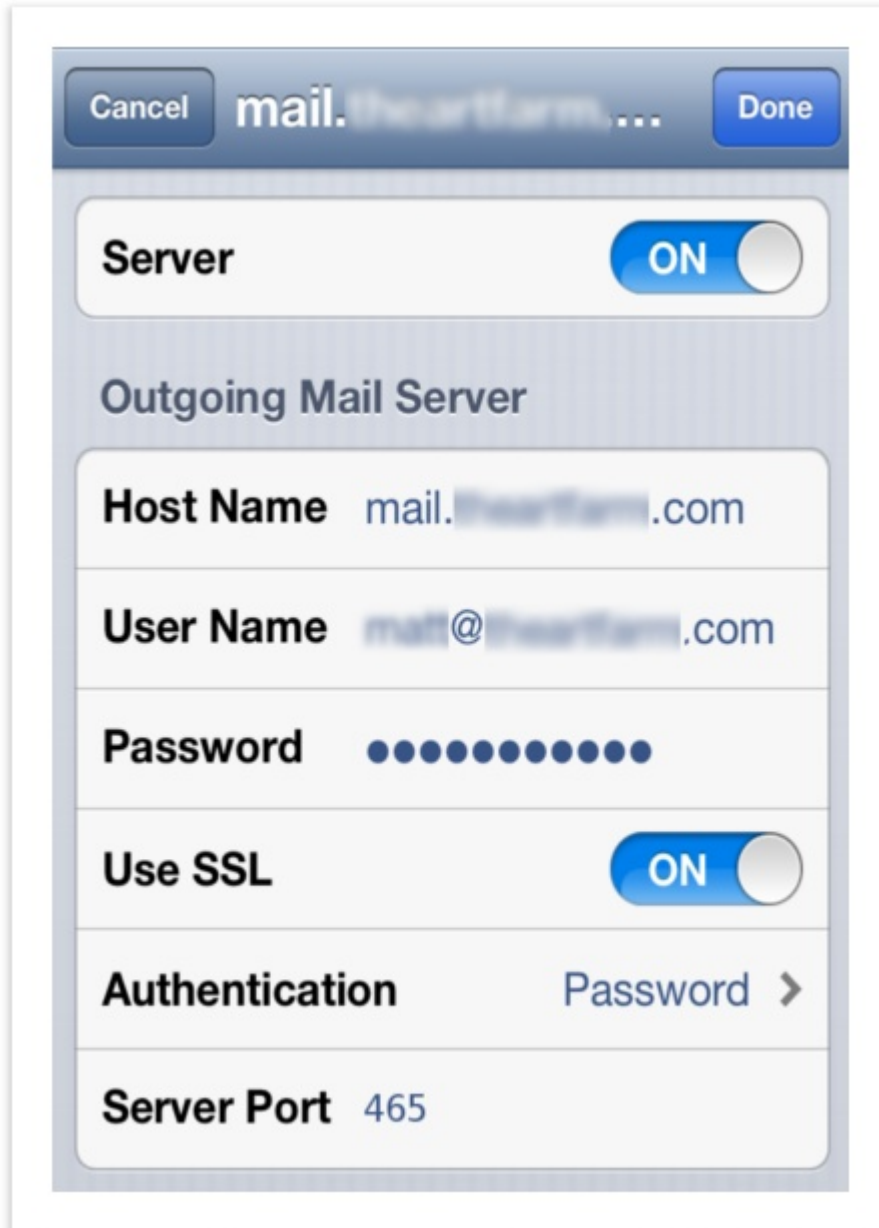 Cancel mail. ... Done
Server ON
Outgoing Mail Server
Host Name mail. .com
User Name @ .com
Password ●●●●●●●●●●●
Use SSL ON
Authentication Password >
Server Port 465